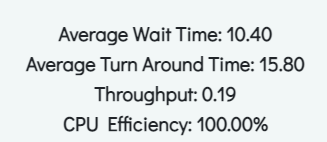 Average Wait Time: 10.40
Average Turn Around Time: 15.80
Throughput: 0.19
CPU Efficiency: 100.00%